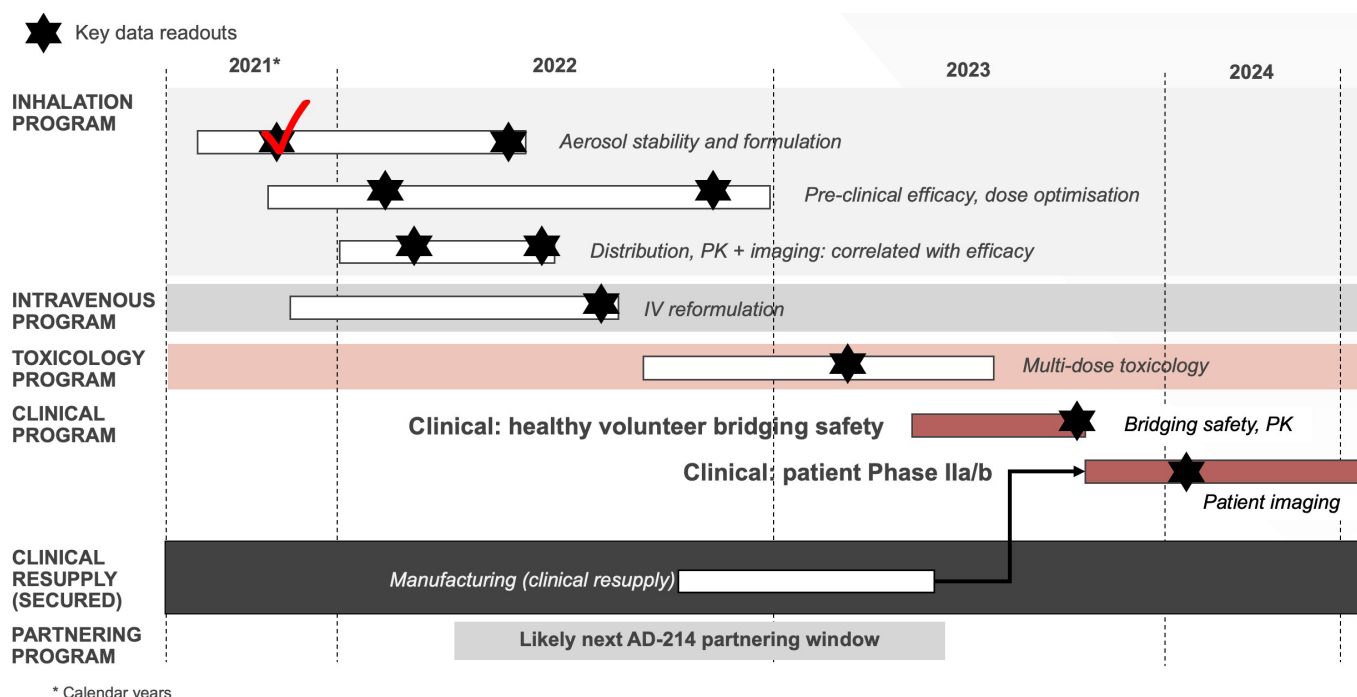 Key data readouts
2021*
2022
2023
2024
INHALATION
PROGRAM
Aerosol stability and formulation
Pre-clinical efficacy, dose optimisation
Distribution, PK + imaging: correlated with efficacy
INTRAVENOUS
PROGRAM
IV reformulation
TOXICOLOGY
PROGRAM
Multi-dose toxicology
CLINICAL
PROGRAM
Clinical: healthy volunteer bridging safety
Bridging safety, PK
Clinical: patient Phase IIa/b
Patient imaging
CLINICAL
RESUPPLY
(SECURED)
Manufacturing (clinical resupply)
PARTNERING
PROGRAM
Likely next AD-214 partnering window
* Calendar years